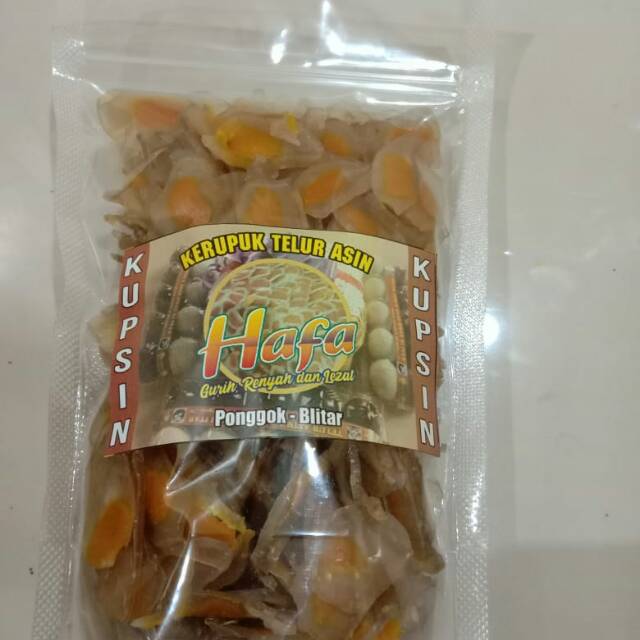 KERUPUK TELUR ASIN
KUPSIN
Hafa
Gurih, Renyah dan Lezat
Ponggok - Blitar
KUPSIN